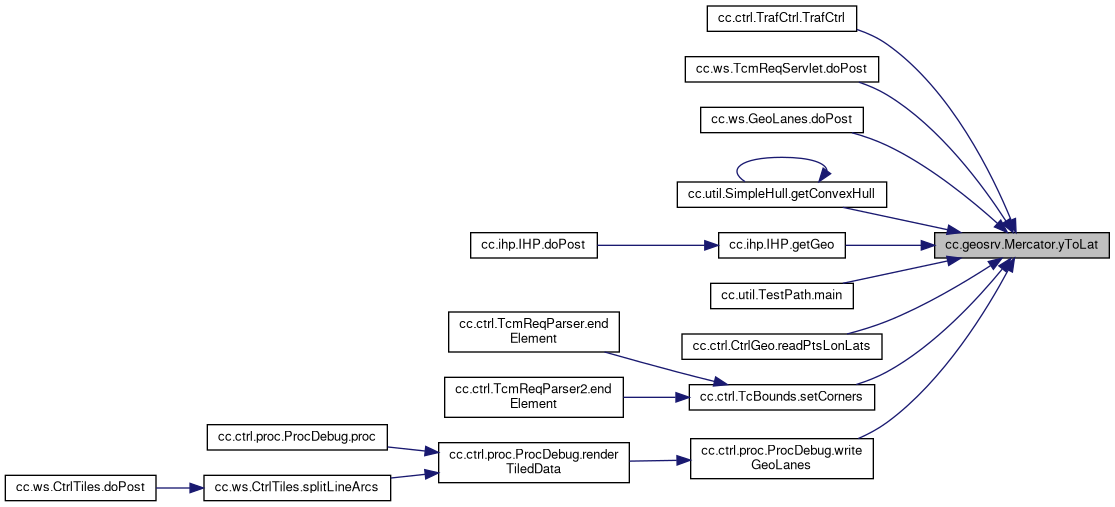 cc.ctrl.TrafCtrl.TrafCtrl
cc.ws.TcmReqServlet.doPost
cc.ws.GeoLanes.doPost
cc.util.SimpleHull.getConvexHull
cc.ihp.IHP.doPost
cc.ihp.IHP.getGeo
cc.geosrv.Mercator.yToLat
cc.util.TestPath.main
cc.ctrl.TcmReqParser.end
Element
cc.ctrl.CtrlGeo.readPtsLonLats
cc.ctrl.TcmReqParser2.end
Element
cc.ctrl.TcBounds.setCorners
cc.ctrl.proc.ProcDebug.proc
cc.ctrl.proc.ProcDebug.render
TiledData
cc.ctrl.proc.ProcDebug.write
GeoLanes
cc.ws.CtrlTiles.doPost
cc.ws.CtrlTiles.splitLineArcs